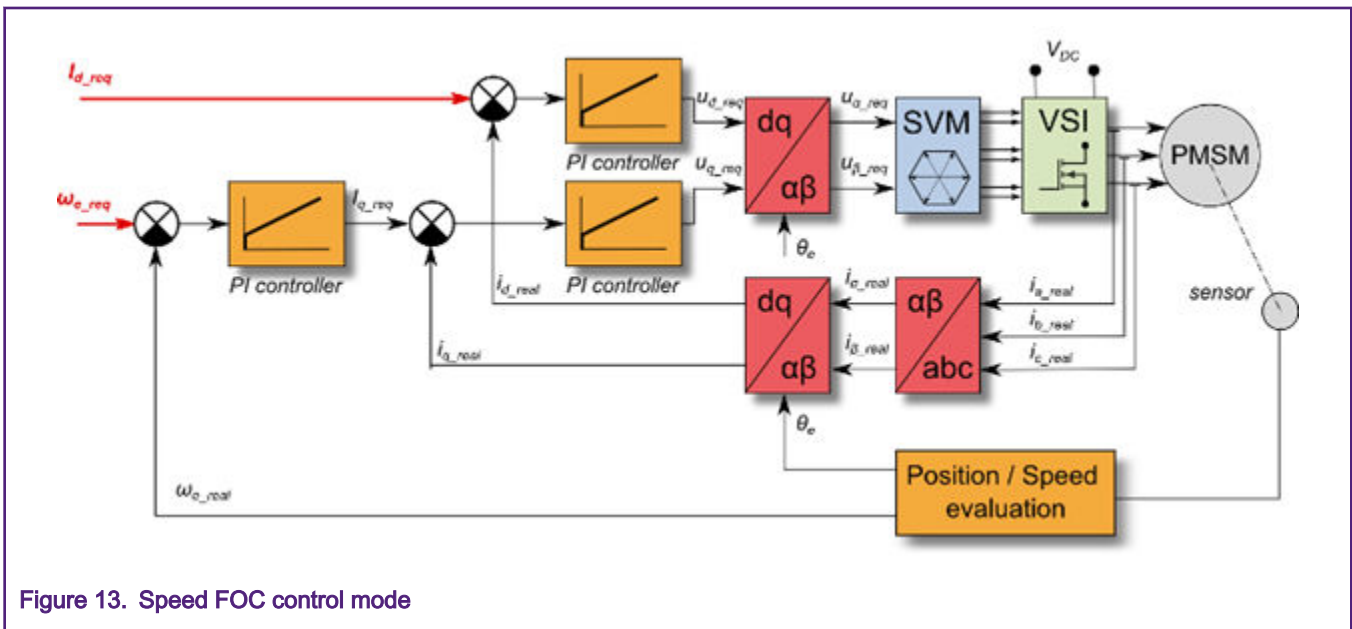 V_DC
I_d_req
u_d_req
u_α_req
dq
αβ
SVM
VSI
PMSM
PI controller
u_q_req
u_β_req
ω_e_req
I_q_req
θ_e
PI controller
PI controller
i_d_real
i_α_real
i_a_real
sensor
dq
αβ
αβ
abc
i_b_real
i_q_real
i_β_real
i_c_real
θ_e
ω_e_real
Position / Speed
evaluation
Figure 13. Speed FOC control mode